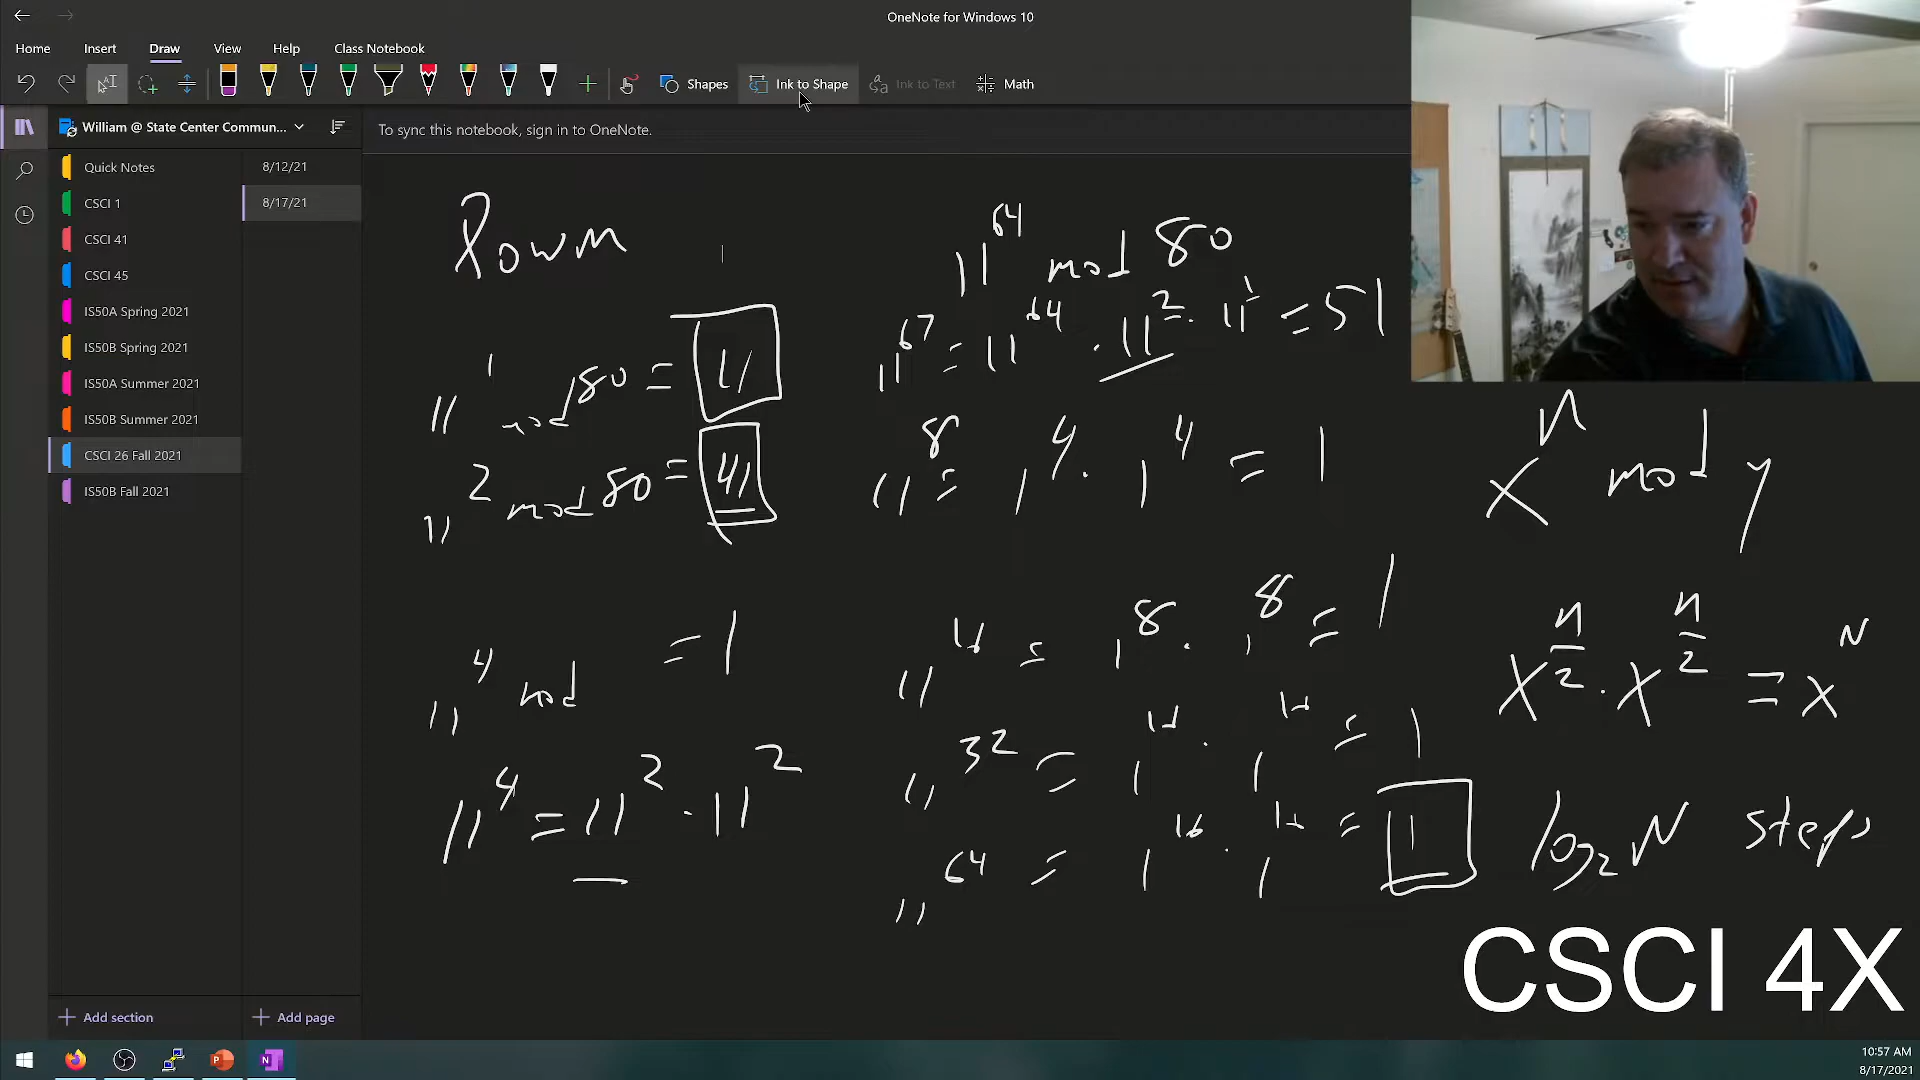 OneNote for Windows 10
Home Insert Draw View Help Class Notebook
Shapes Ink to Shape Ink to Text Math
William @ State Center Commun...
To sync this notebook, sign in to OneNote.
Quick Notes
CSCI 1
CSCI 41
CSCI 45
IS50A Spring 2021
IS50B Spring 2021
IS50A Summer 2021
IS50B Summer 2021
CSCI 26 Fall 2021
IS50B Fall 2021
8/12/21
8/17/21
Powm
11^1 mod 80 = 11
11^2 mod 80 = 41
11^4 mod = 1
11^4 = 11^2 · 11^2
11^64 mod 80
11^67 = 11^64 · 11^2 · 11^1 = 51
11^8 = 1^4 · 1^4 = 1
11^16 = 1^8 · 1^8 = 1
11^32 = 1^16 · 1^16 = 1
11^64 = 1^16 · 1^16 = 1
x^n mod y
x^n/2 · x^n/2 = x^N
log2 N steps
CSCI 4X
Add section
Add page
10:57 AM
8/17/2021